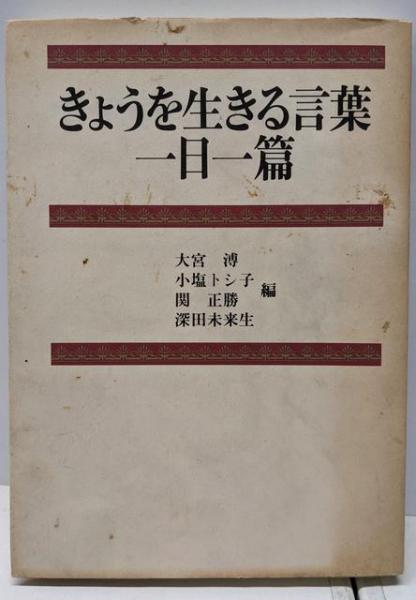 きょうを生きる言葉
一日一篇
大宮 溥
小塩トシ子
関 正勝
深田未来生
編